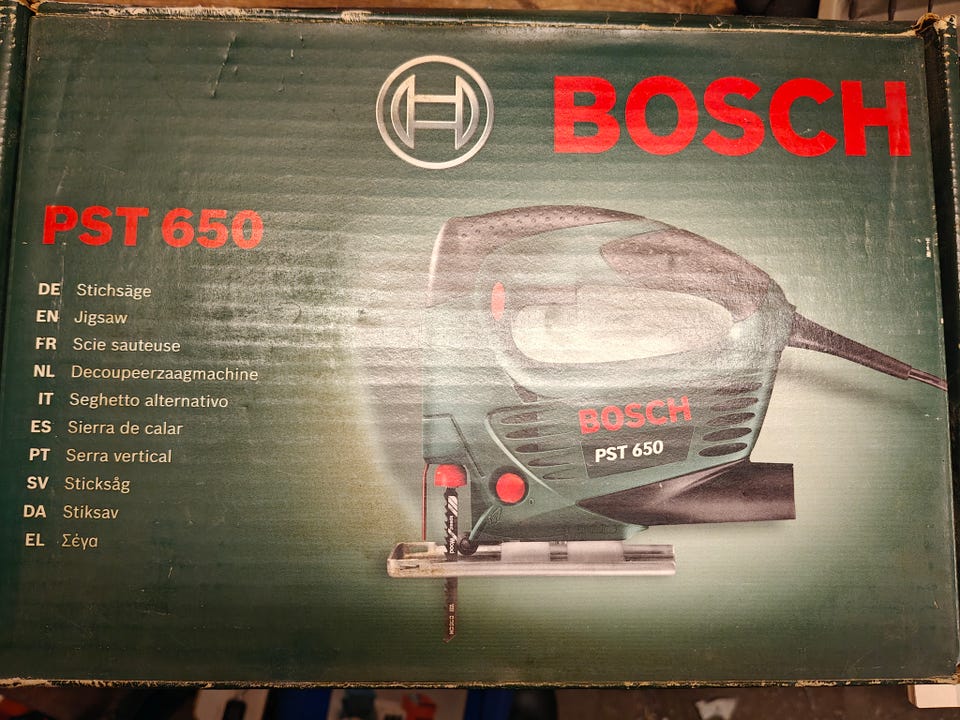 BOSCH
PST 650
DE Stichsäge
EN Jigsaw
FR Scie sauteuse
NL Decoupeerzaagmachine
IT Seghetto alternativo
ES Sierra de calar
PT Serra vertical
SV Sticksåg
DA Stiksav
EL Σέγα
BOSCH
PST 650